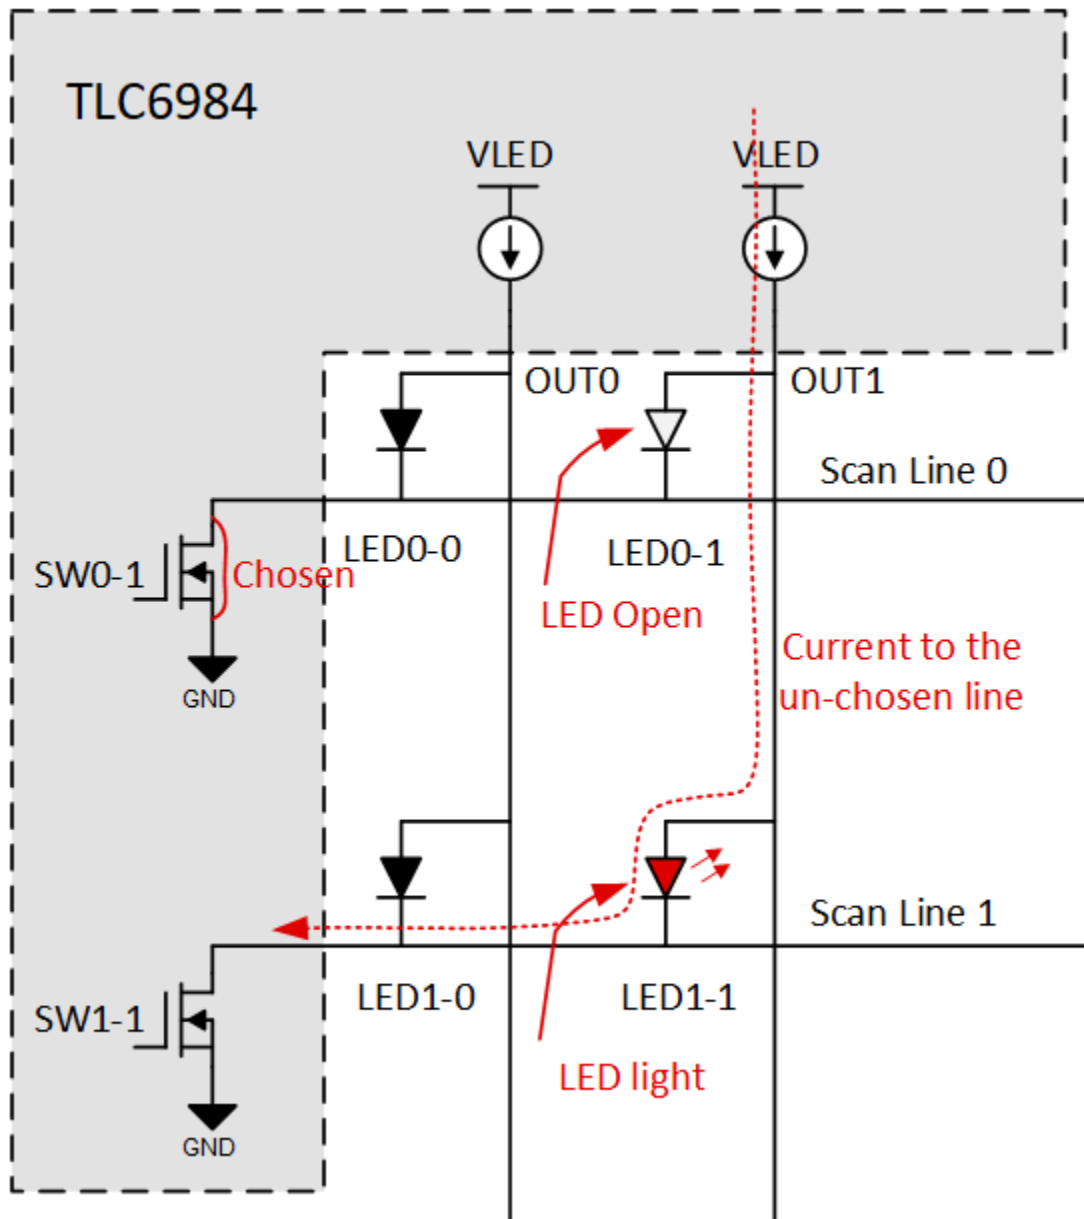 TLC6984
VLED
VLED
OUT0
OUT1
Scan Line 0
LED0-0
LED0-1
SW0-1
Chosen
LED Open
GND
Current to the
un-chosen line
Scan Line 1
LED1-0
LED1-1
SW1-1
LED light
GND